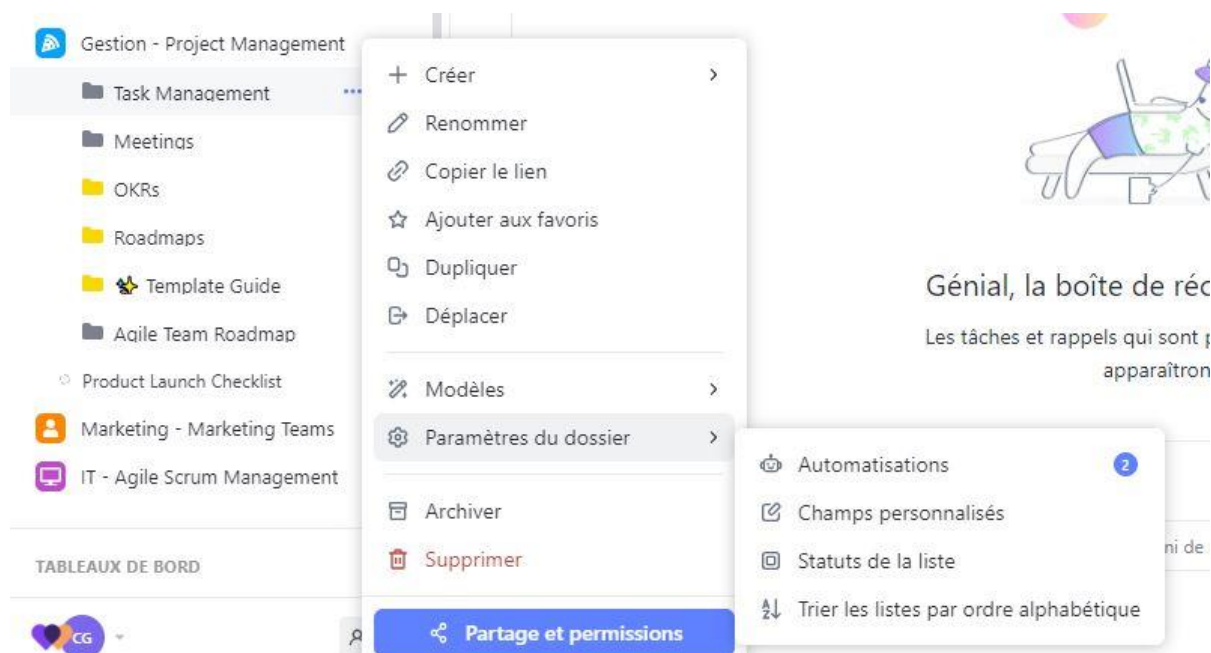 Gestion - Project Management
Task Management
Meetings
OKRs
Roadmaps
Template Guide
Agile Team Roadmap
Product Launch Checklist
Marketing - Marketing Teams
IT - Agile Scrum Management
TABLEAUX DE BORD
CG
Créer
Renommer
Copier le lien
Ajouter aux favoris
Dupliquer
Déplacer
Modèles
Paramètres du dossier
Archiver
Supprimer
Partage et permissions
Automatisations 2
Champs personnalisés
Statuts de la liste
Trier les listes par ordre alphabétique
Génial, la boîte de
Les tâches et rappels qui sont
de